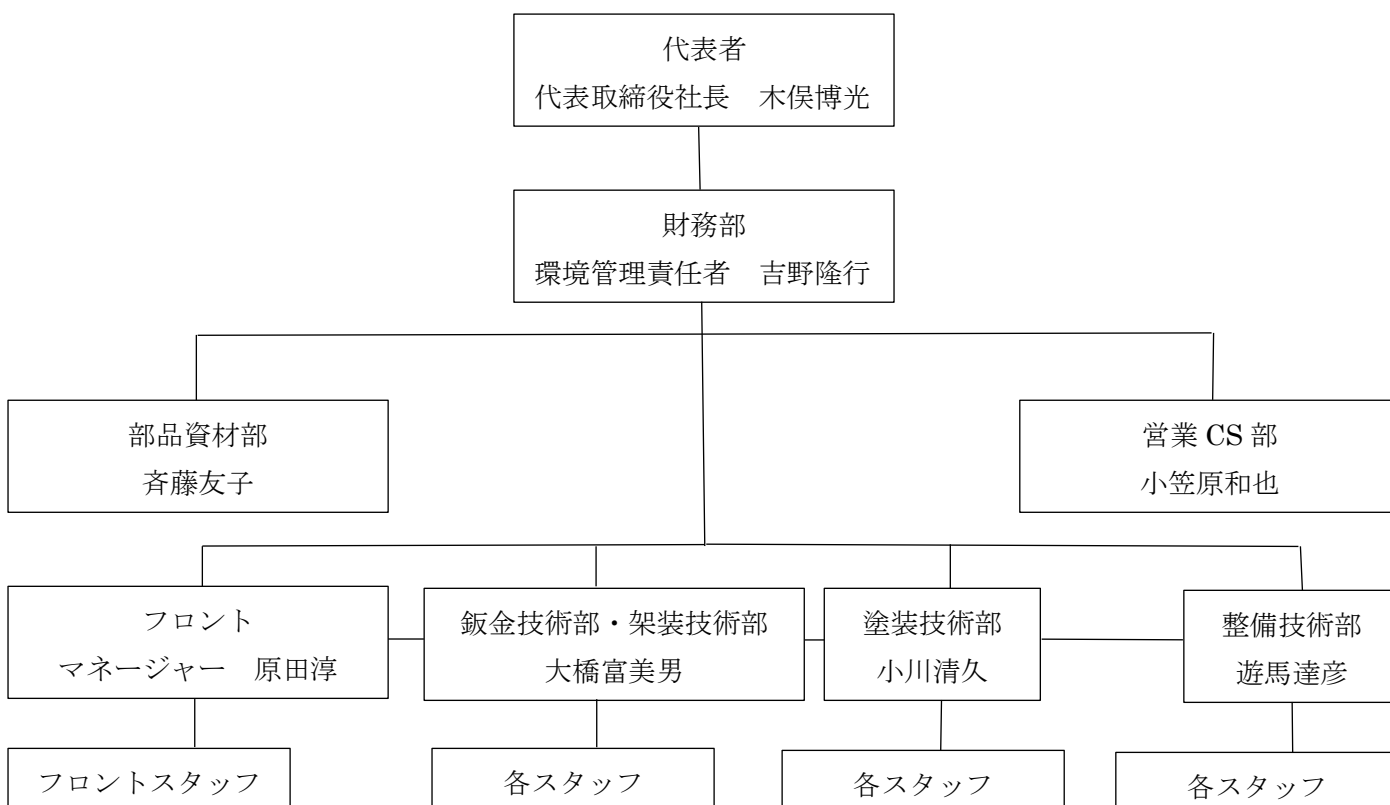 代表者
代表取締役社長　木俣博光
財務部
環境管理責任者　吉野隆行
部品資材部
斉藤友子
営業 CS 部
小笠原和也
フロント
マネージャー　原田淳
鈑金技術部・架装技術部
大橋富美男
塗装技術部
小川清久
整備技術部
遊馬達彦
フロントスタッフ
各スタッフ
各スタッフ
各スタッフ